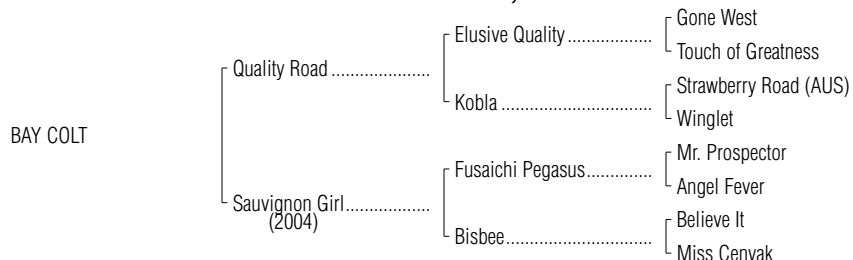 Gone West
Elusive Quality ....................
Touch of Greatness
Quality Road .....................
Strawberry Road (AUS)
Kobla ....................................
Winglet
BAY COLT
Mr. Prospector
Fusaichi Pegasus ................
Angel Fever
Sauvignon Girl ..................
(2004)
Believe It
Bisbee ...................................
Miss Cenyak